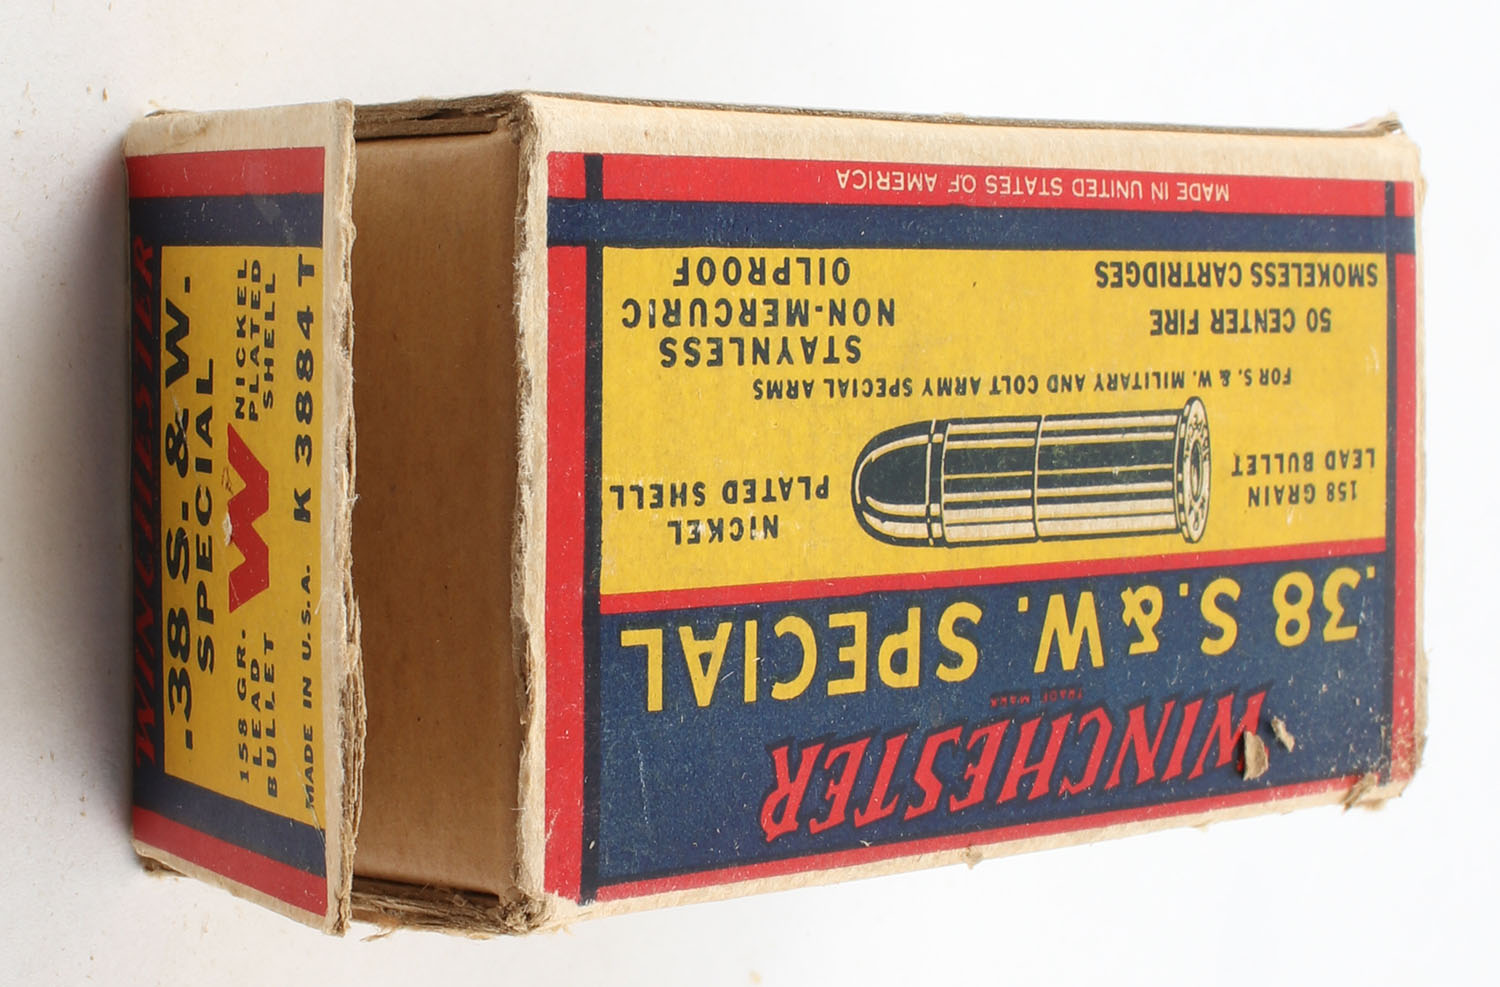 WINCHESTER
TRADE MARK
.38 S. & W. SPECIAL
158 GRAIN
LEAD BULLET
NICKEL
PLATED SHELL
FOR S. & W. MILITARY AND COLT ARMY SPECIAL ARMS
50 CENTER FIRE
SMOKELESS CARTRIDGES
STAYNLESS
NON-MERCURIC
OILPROOF
MADE IN UNITED STATES OF AMERICA
WINCHESTER
.38 S. & W.
SPECIAL
158 GR.
LEAD
BULLET
W
NICKEL
PLATED
SHELL
MADE IN U.S.A. K 3884 T